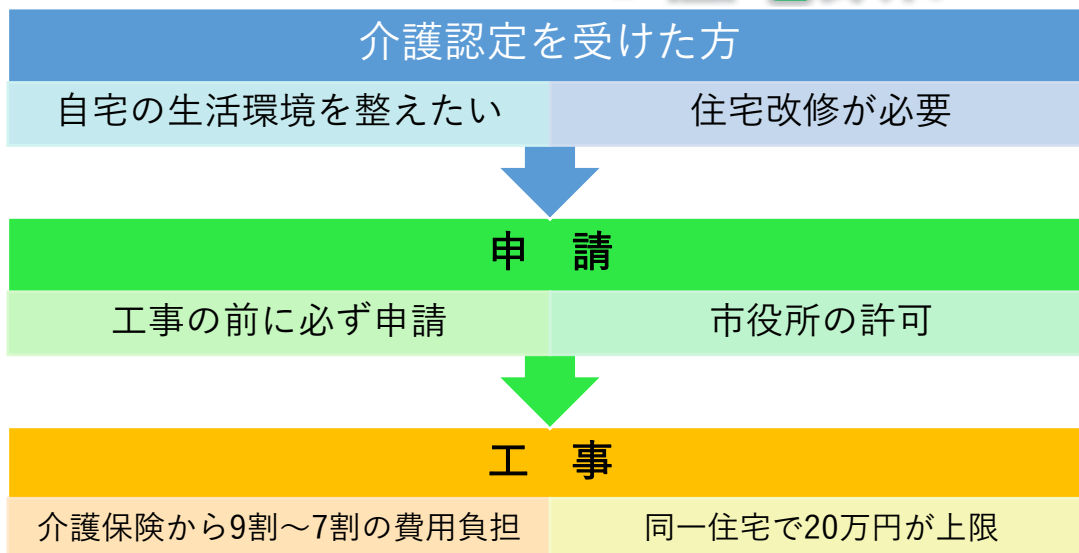 介護認定を受けた方
自宅の生活環境を整えたい 住宅改修が必要
申 請
工事の前に必ず申請 市役所の許可
工 事
介護保険から9割～7割の費用負担 同一住宅で20万円が上限